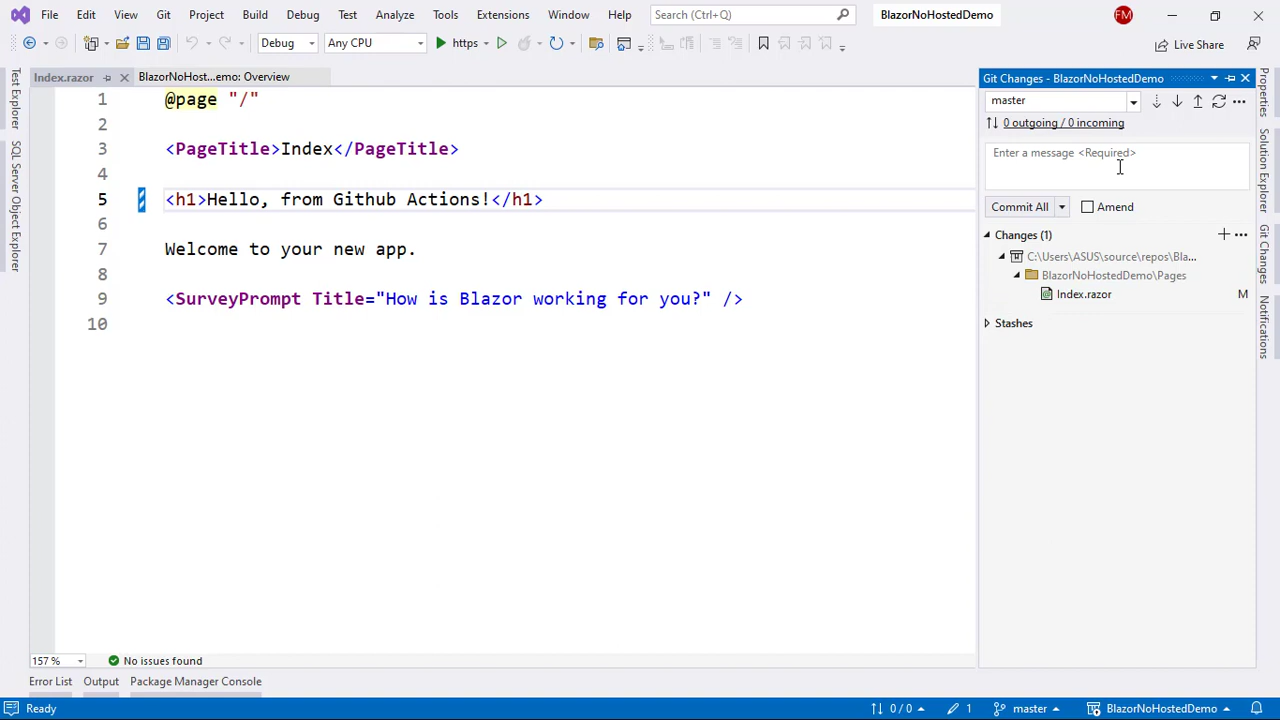 File Edit View Git Project Build Debug Test Analyze Tools Extensions Window Help Search (Ctrl+Q) BlazorNoHostedDemo FM
Debug Any CPU https Live Share
Index.razor BlazorNoHost...emo: Overview
Git Changes - BlazorNoHostedDemo
master
0 outgoing / 0 incoming
Enter a message <Required>
Commit All Amend
Changes (1)
C:\Users\ASUS\source\repos\Bla...
BlazorNoHostedDemo\Pages
Index.razor M
Stashes
1 @page "/"
2
3 <PageTitle>Index</PageTitle>
4
5 <h1>Hello, from Github Actions!</h1>
6
7 Welcome to your new app.
8
9 <SurveyPrompt Title="How is Blazor working for you?" />
10
Test Explorer
SQL Server Object Explorer
Properties
Solution Explorer
Git Changes
Notifications
157 % No issues found
Error List Output Package Manager Console
Ready 0 / 0 1 master BlazorNoHostedDemo